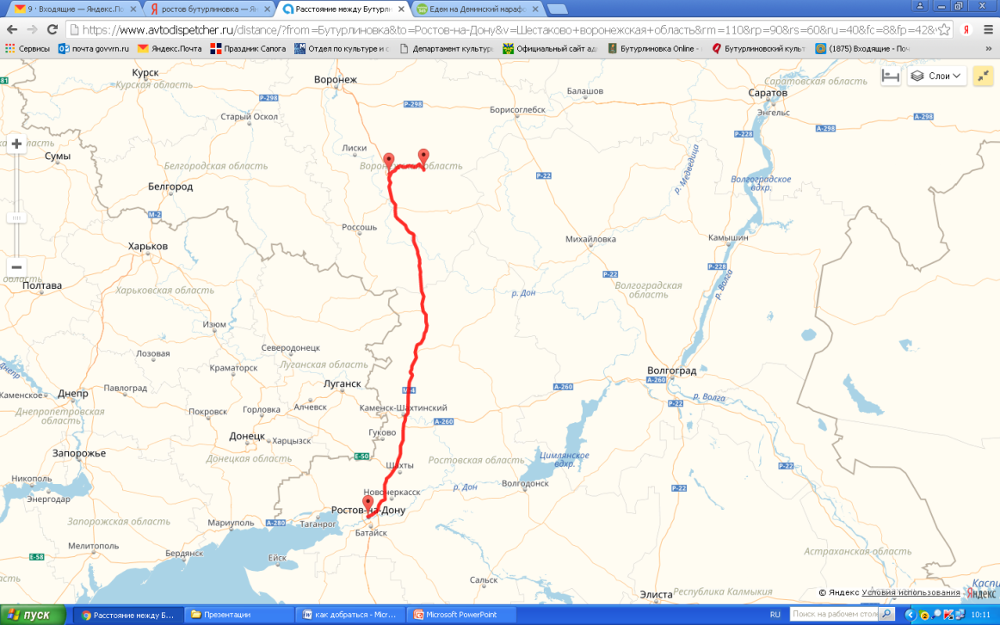 9 · Входящие — Яндекс.По
ростов бутурлиновка — Ян
Расстояние между Бутурли
Едем на Деминский марафо
https://www.avtodispetcher.ru/distance/?from=Бутурлиновка&to=Ростов-на-Дону&v=Шестаково+воронежская+область&rm=110&rp=90&rs=60&ru=40&fc=8&fp=42&
Сервисы
почта govvrn.ru
Яндекс.Почта
Праздник Сапога
Отдел по культуре и с
Департамент культуры
Официальный сайт ад
Бутурлиновка Online -
Бутурлиновский культ
(1875) Входящие - Поч
Курск
Курская область
Воронеж
Р-298
Р-298
Старый Оскол
Балашов
Борисоглебск
Саратовская область
Саратов
Энгельс
А-298
А-298
Р-228
Сумы
Лиски
Белгородская область
Белгород
Р-22
р. Медведица
Волгоградское
вдхр.
М-2
Россошь
Михайловка
Камышин
Харьков
Р-22
Р-228
р. Волга
Полтава
Харьковская область
р. Дон
Волгоградская
область
Изюм
Северодонецк
Лозовая
Луганская
область
Краматорск
Днепр
Луганск
А-260
Волгоград
А-260
Каменское
Днепр
Павлоград
М-4
р. Волга
Р-22
Днепропетровская
область
Покровск
Горловка
Алчевск
Каменск-Шахтинский
А-260
Донецк
Харцызск
Гуково
Запорожье
Донецкая область
Е-50
Шахты
Ростовская
область
Цимлянское
вдхр.
Р-22
Никополь
Энергодар
Новочеркасск
р. Дон
Волгодонск
Р-22
Запорожская
область
Мариуполь
А-280
Таганрог
Ростов-на-Дону
Батайск
Мелитополь
Е-58
Бердянск
Ейск
Астраханская область
Сальск
Элиста
Республика Калмыкия
© Яндекс Условия использования
Яндекс
Слои
пуск
Расстояние между Б...
Презентации
как добраться - Micr...
Microsoft PowerPoint
RU
Поиск на рабочем стол
10:11